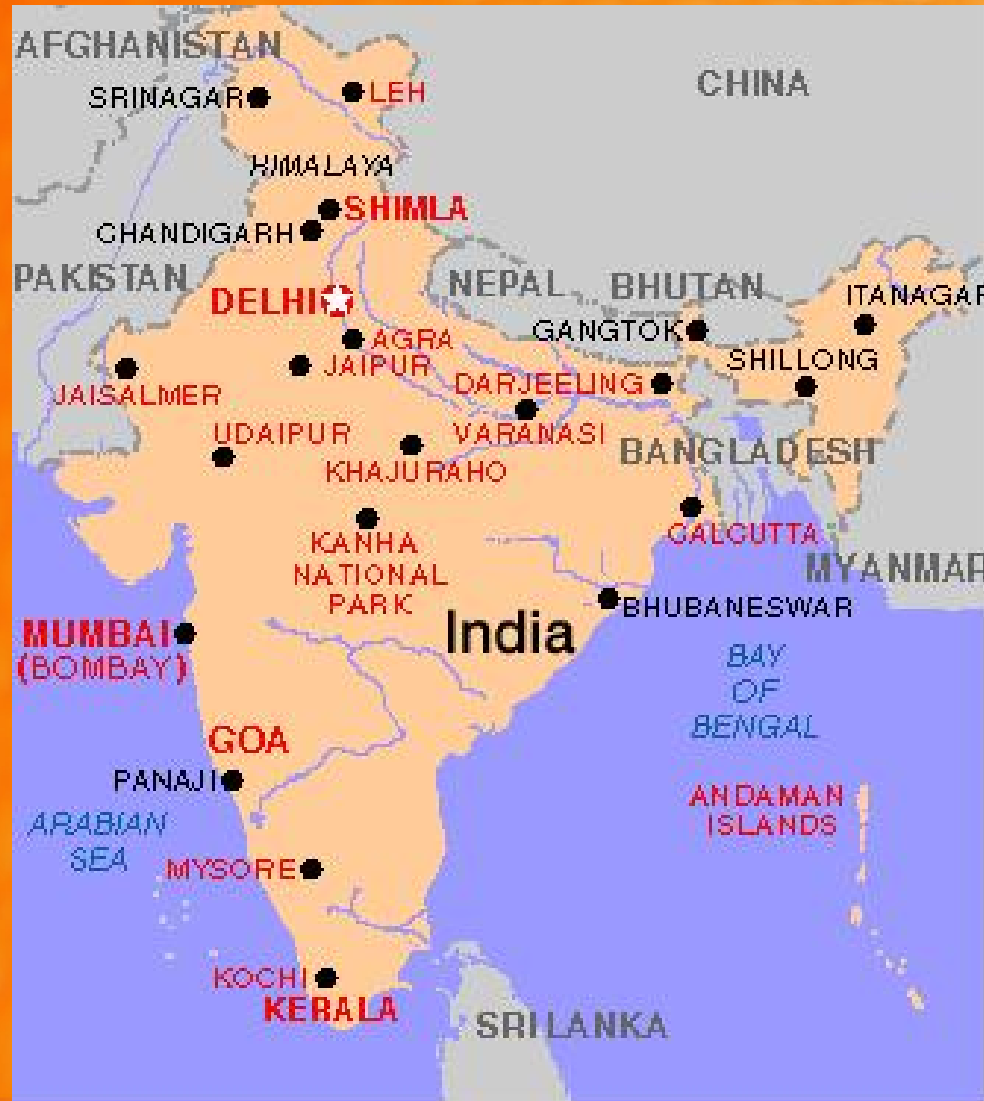 AFGHANISTAN
CHINA
SRINAGAR
LEH
HIMALAYA
SHIMLA
CHANDIGARH
PAKISTAN
NEPAL
BHUTAN
ITANAGAR
DELHI
GANGTOK
AGRA
SHILLONG
JAIPUR
DARJEELING
JAISALMER
UDAIPUR
VARANASI
BANGLADESH
KHAJURAHO
CALCUTTA
KANHA
NATIONAL
PARK
MYANMAR
BHUBANESWAR
India
MUMBAI
(BOMBAY)
BAY
OF
BENGAL
GOA
PANAJI
ANDAMAN
ISLANDS
ARABIAN
SEA
MYSORE
KOCHI
KERALA
SRI LANKA